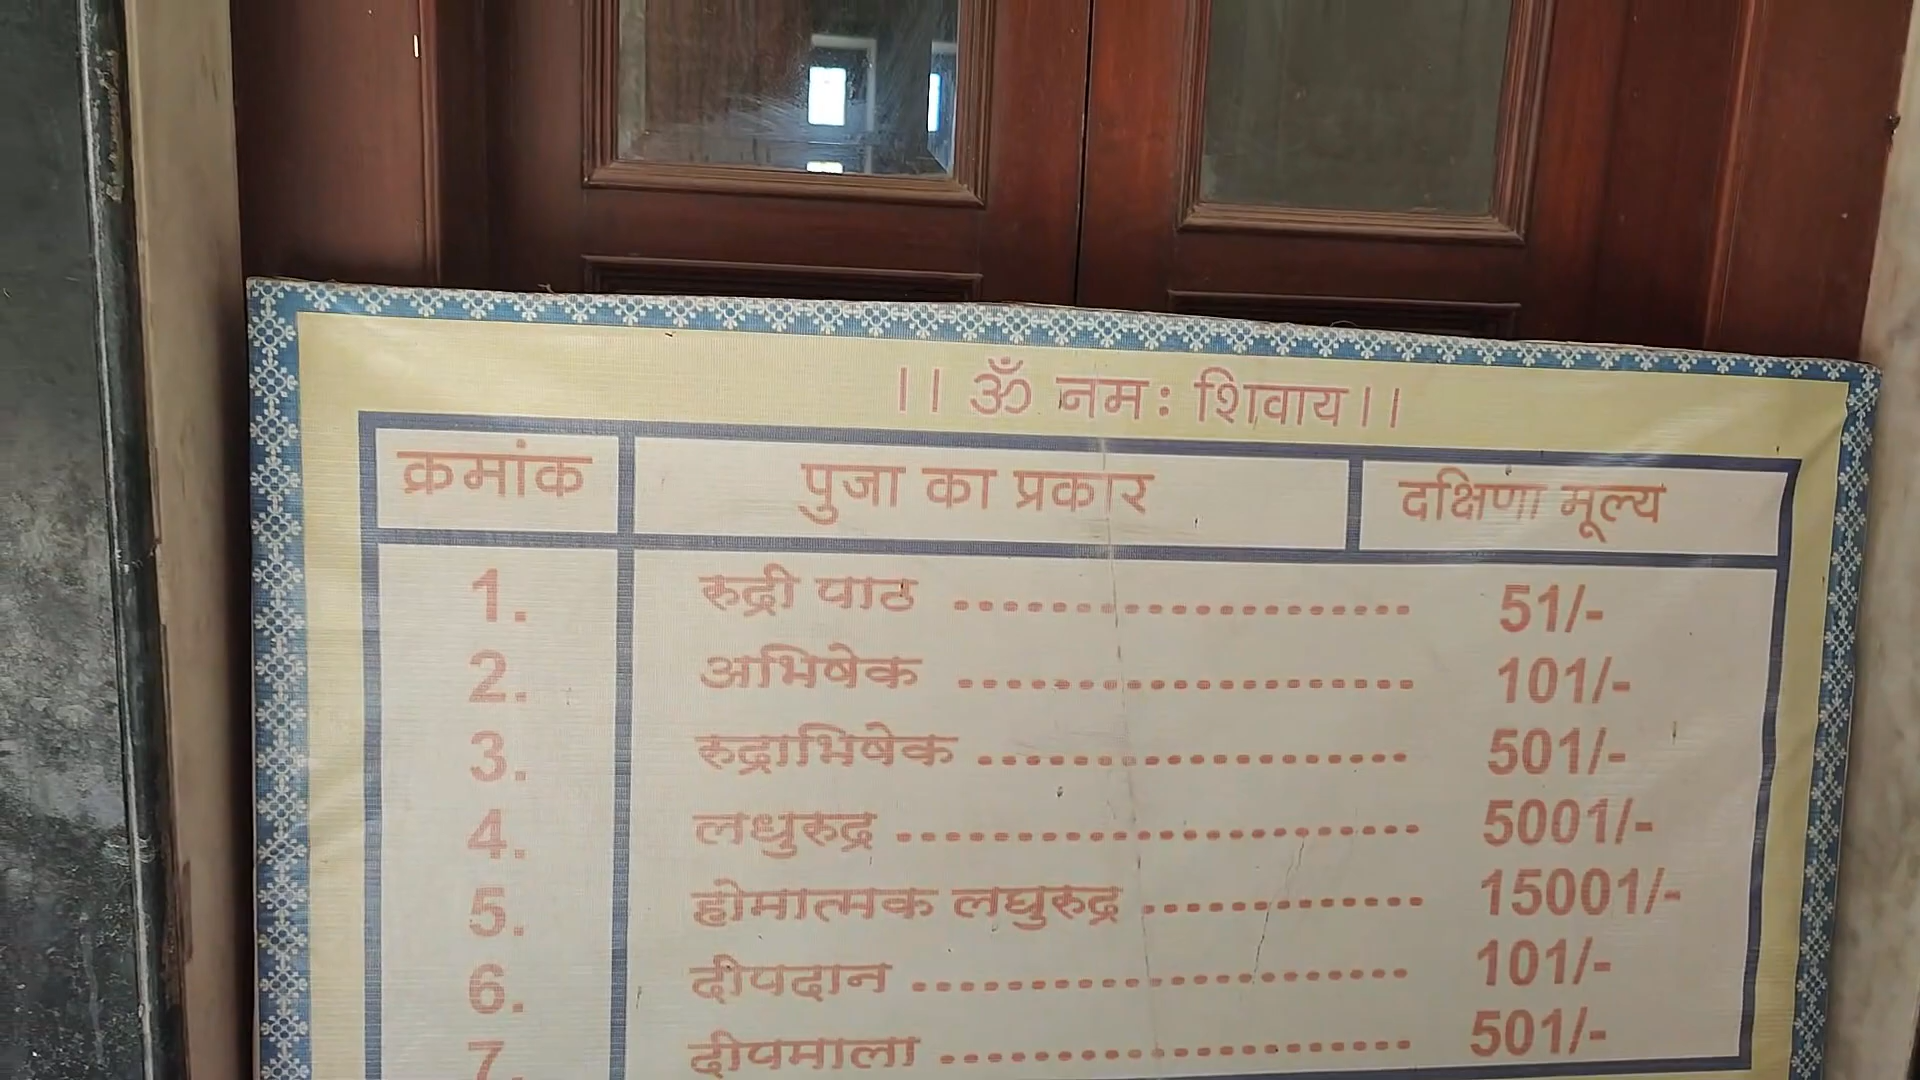 ।। ॐ नमः शिवाय।।
क्रमांक पुजा का प्रकार दक्षिणा मूल्य
1. रुद्री पाठ ................... 51/-
2. अभिषेक ................... 101/-
3. रुद्राभिषेक .................. 501/-
4. लधुरुद्र ...................... 5001/-
5. होमात्मक लघुरुद्र ............ 15001/-
6. दीपदान ..................... 101/-
7. दीपमाला .................... 501/-